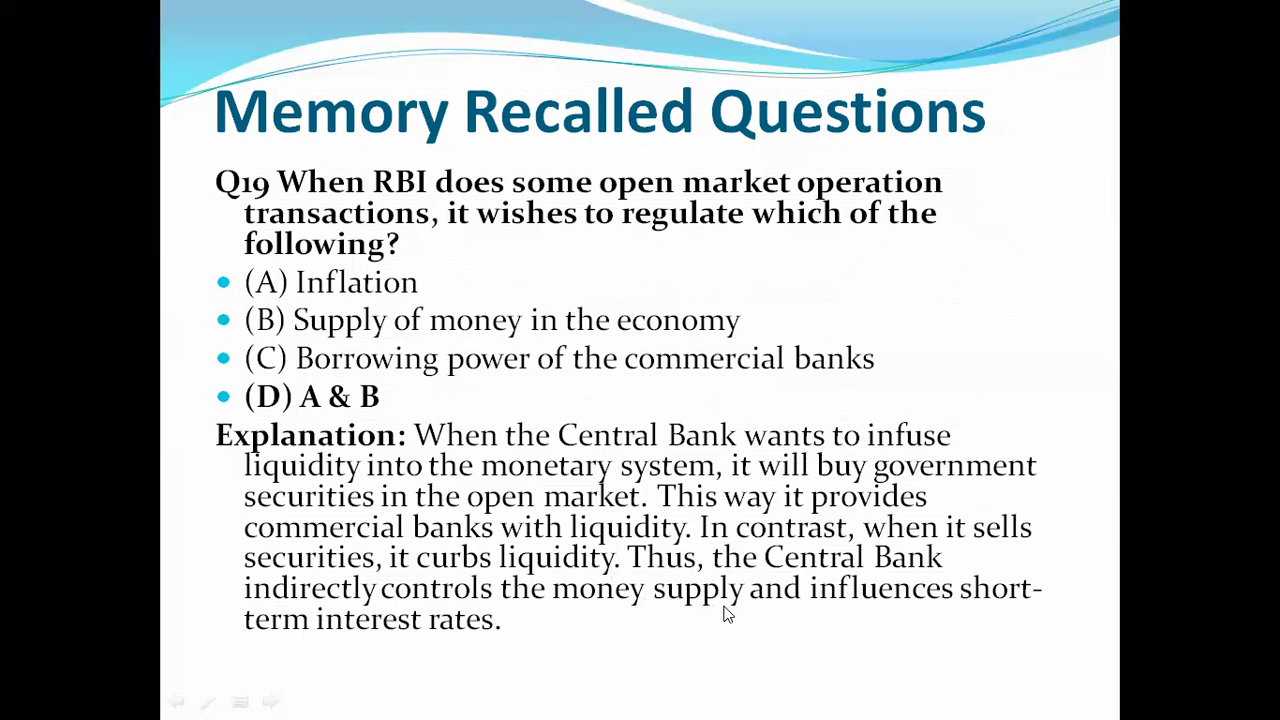 Memory Recalled Questions
Q19 When RBI does some open market operation
transactions, it wishes to regulate which of the
following?
• (A) Inflation
• (B) Supply of money in the economy
• (C) Borrowing power of the commercial banks
• (D) A & B
Explanation: When the Central Bank wants to infuse
liquidity into the monetary system, it will buy government
securities in the open market. This way it provides
commercial banks with liquidity. In contrast, when it sells
securities, it curbs liquidity. Thus, the Central Bank
indirectly controls the money supply and influences short-
term interest rates.